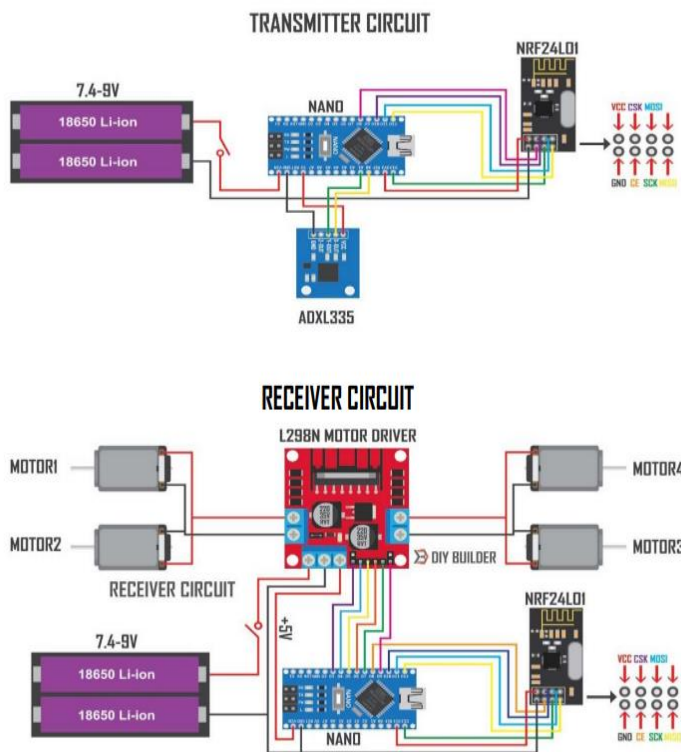 TRANSMITTER CIRCUIT
NRF24L01
7.4-9V
NANO
18650 Li-ion
18650 Li-ion
VCC CSK MOSI
GND CE SCK MISO
ADXL335
RECEIVER CIRCUIT
L298N MOTOR DRIVER
MOTOR1
MOTOR4
MOTOR2
MOTOR3
DIY BUILDER
RECEIVER CIRCUIT
NRF24L01
+5V
7.4-9V
18650 Li-ion
18650 Li-ion
VCC CSK MOSI
GND CE SCK MISO
NANO